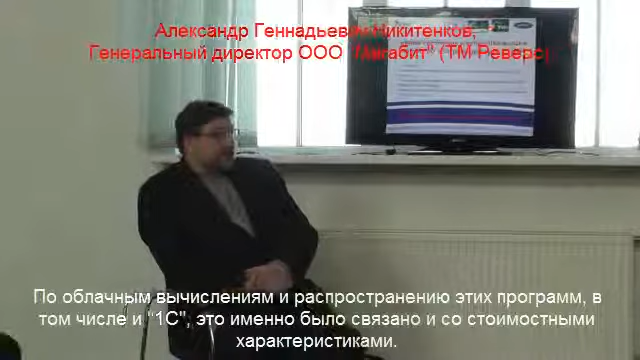 Александр Геннадьевич Никитенков,
Генеральный директор ООО "Мегабит" (ТМ Реверс)
По облачным вычислениям и распространению этих программ, в
том числе и "1С", это именно было связано и со стоимостными
характеристиками.